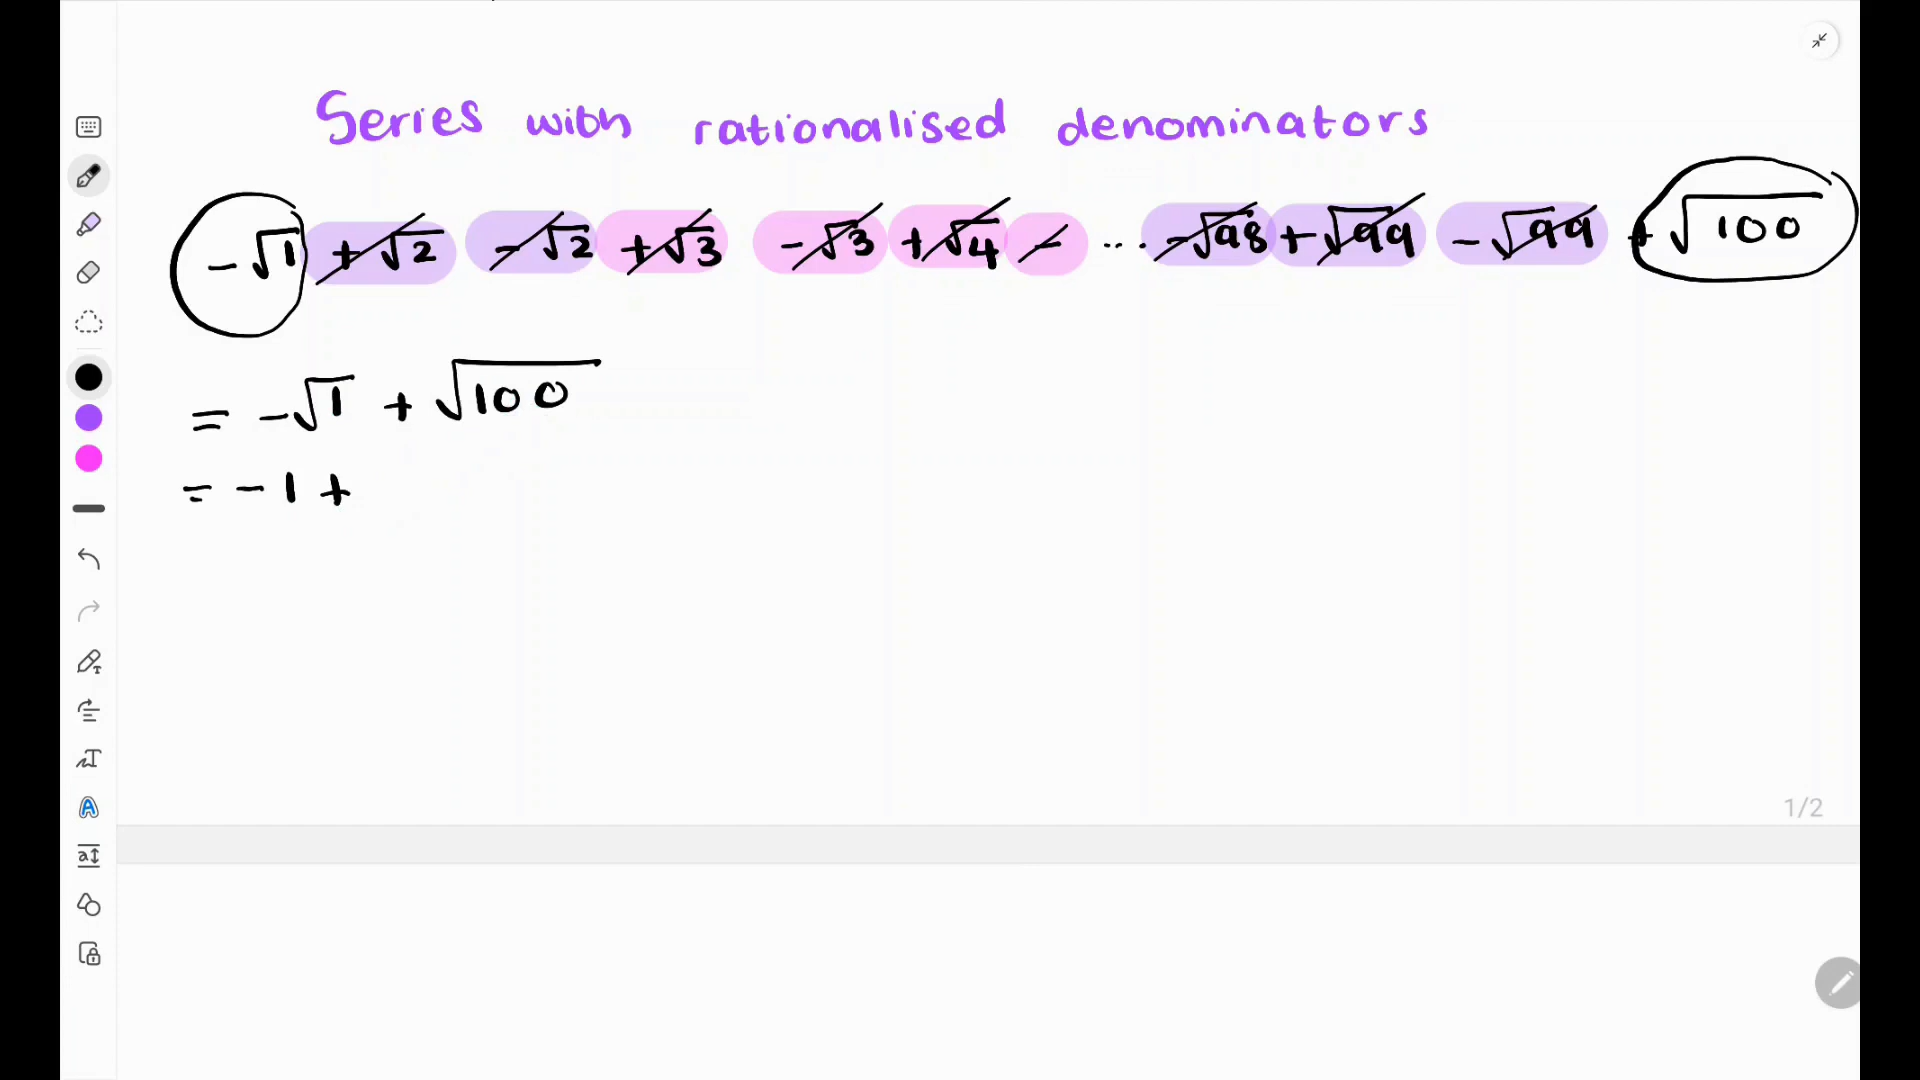 Series with rationalised denominators
-√1 +√2 -√2 +√3 -√3 +√4 - ... -√98 +√99 -√99 + √100
= -√1 + √100
= -1 +
1/2